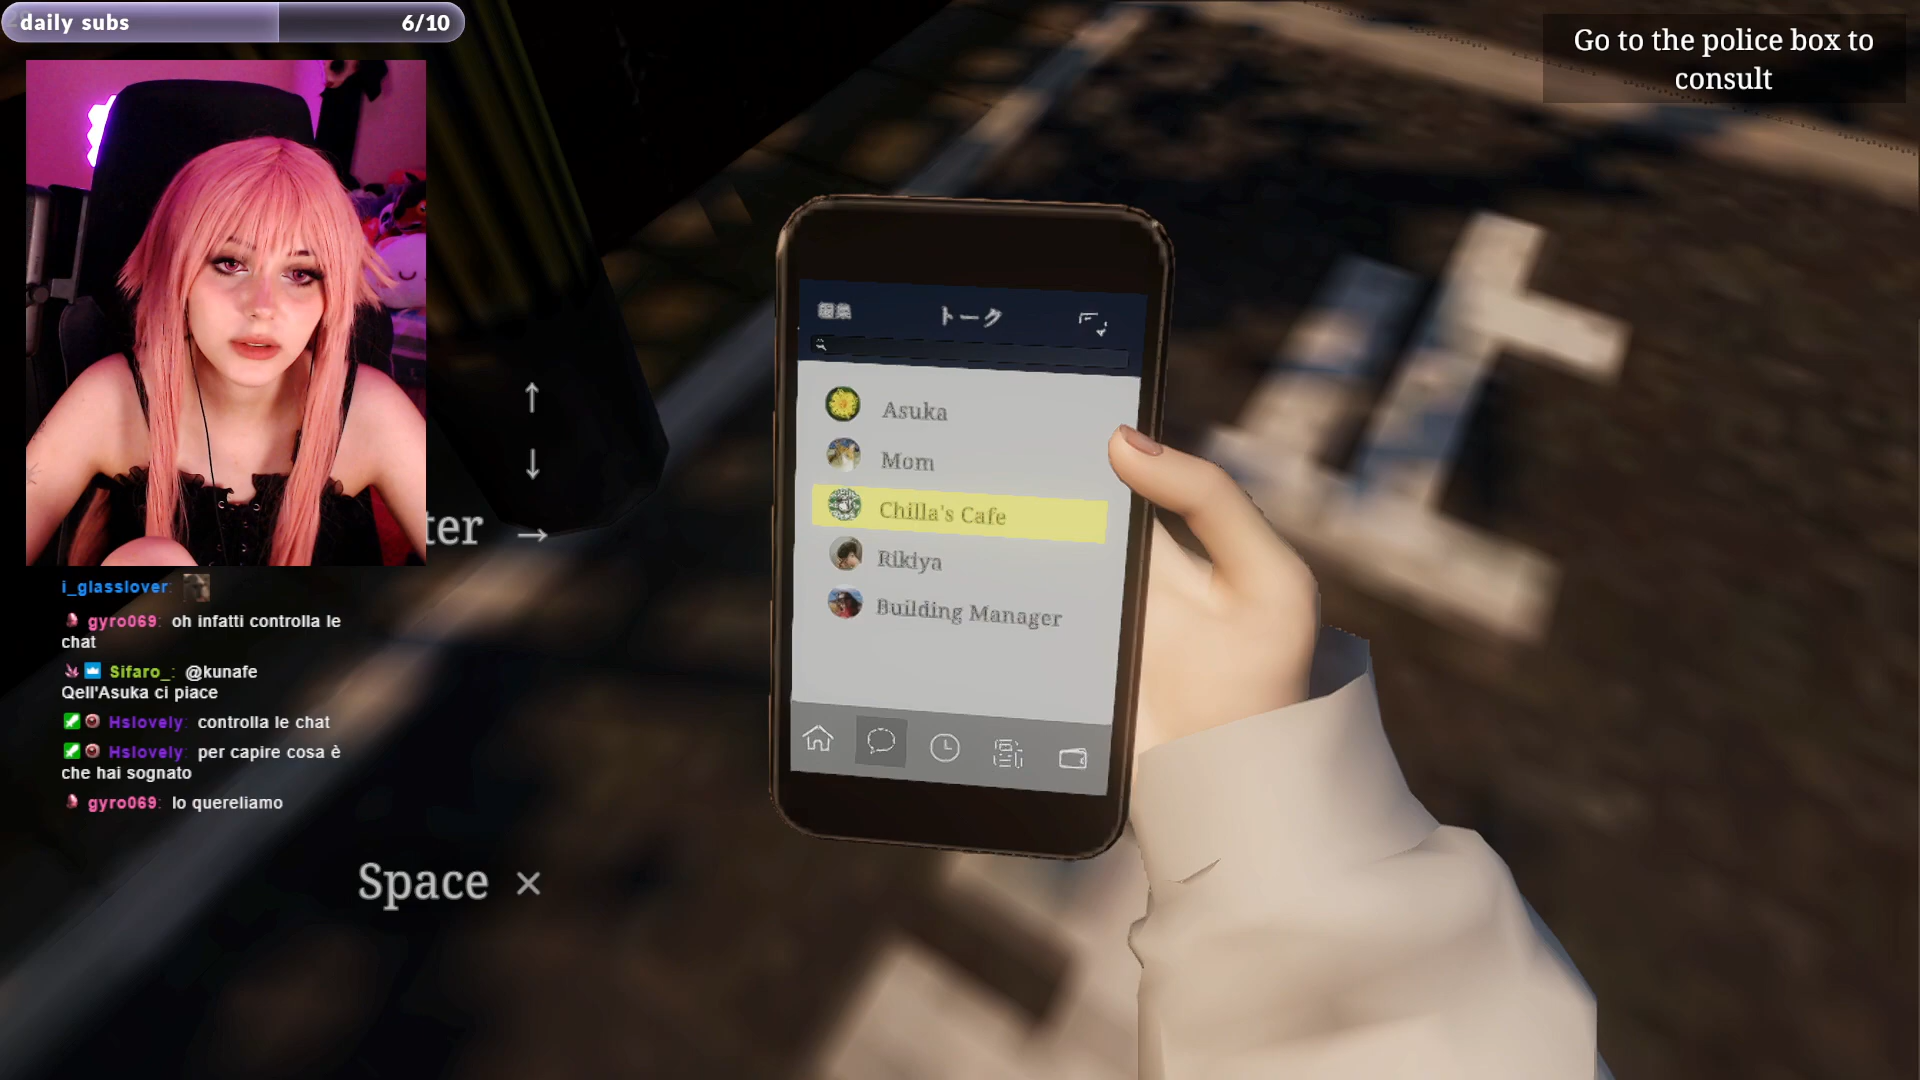 daily subs 6/10
Go to the police box to
consult
編集 トーク
Asuka
Mom
Chilla's Cafe
Rikiya
Building Manager
↑
↓
ter →
Space ×
i_glasslover:
gyro069: oh infatti controlla le
chat
Sifaro_: @kunafe
Qell'Asuka ci piace
Hslovely: controlla le chat
Hslovely: per capire cosa è
che hai sognato
gyro069: lo quereliamo